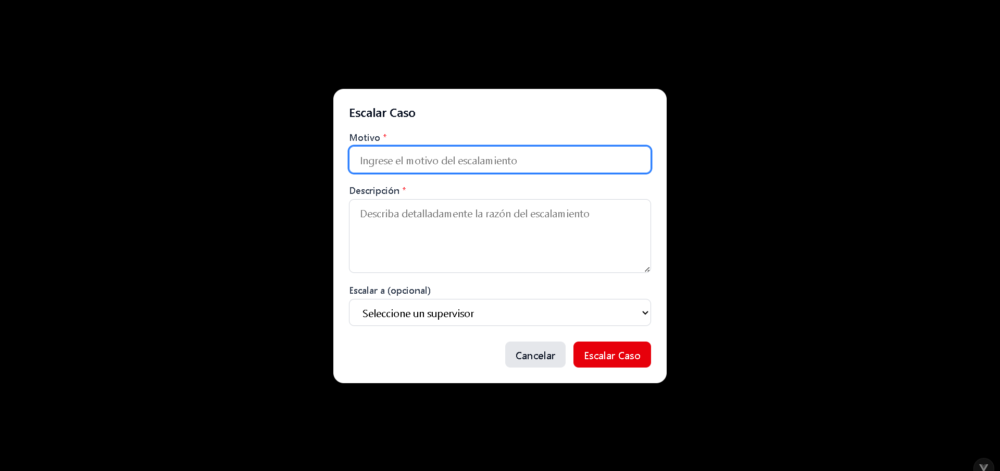 Escalar Caso
Motivo *
Ingrese el motivo del escalamiento
Descripción *
Describa detalladamente la razón del escalamiento
Escalar a (opcional)
Seleccione un supervisor
Cancelar
Escalar Caso